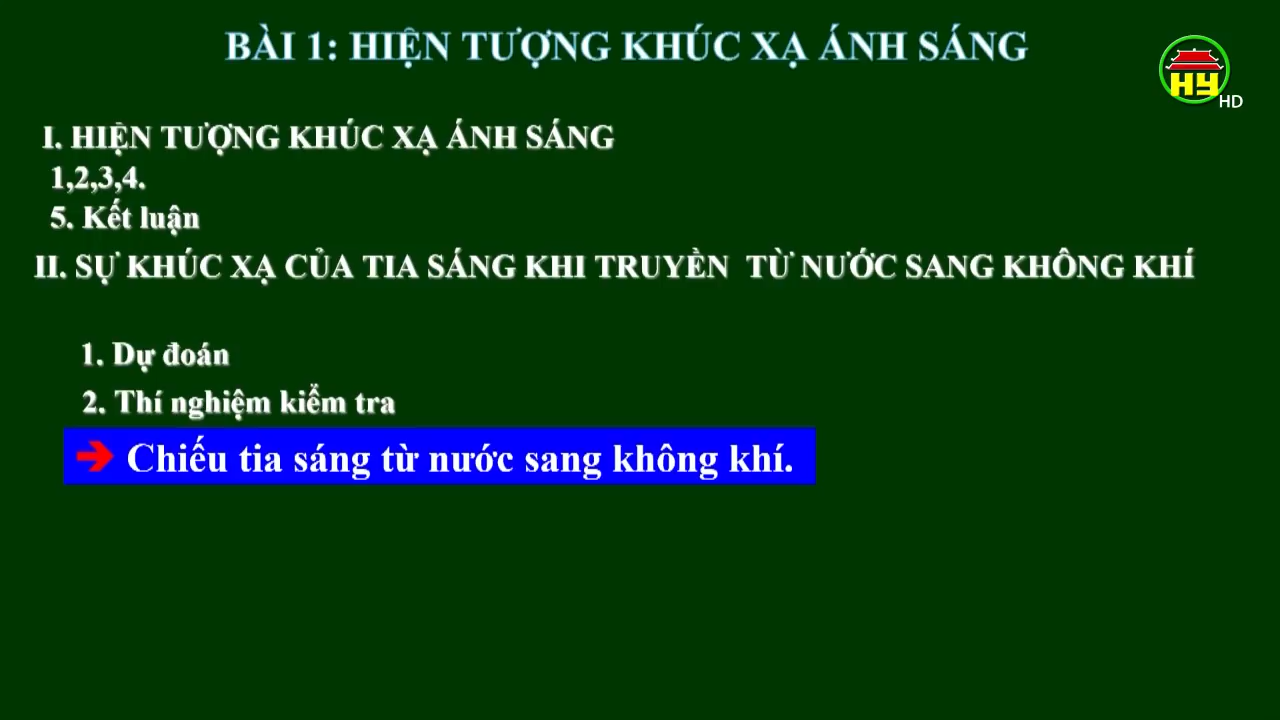 BÀI 1: HIỆN TƯỢNG KHÚC XẠ ÁNH SÁNG
HY
HD
I. HIỆN TƯỢNG KHÚC XẠ ÁNH SÁNG
1,2,3,4.
5. Kết luận
II. SỰ KHÚC XẠ CỦA TIA SÁNG KHI TRUYỀN TỪ NƯỚC SANG KHÔNG KHÍ
1. Dự đoán
2. Thí nghiệm kiểm tra
➔ Chiếu tia sáng từ nước sang không khí.